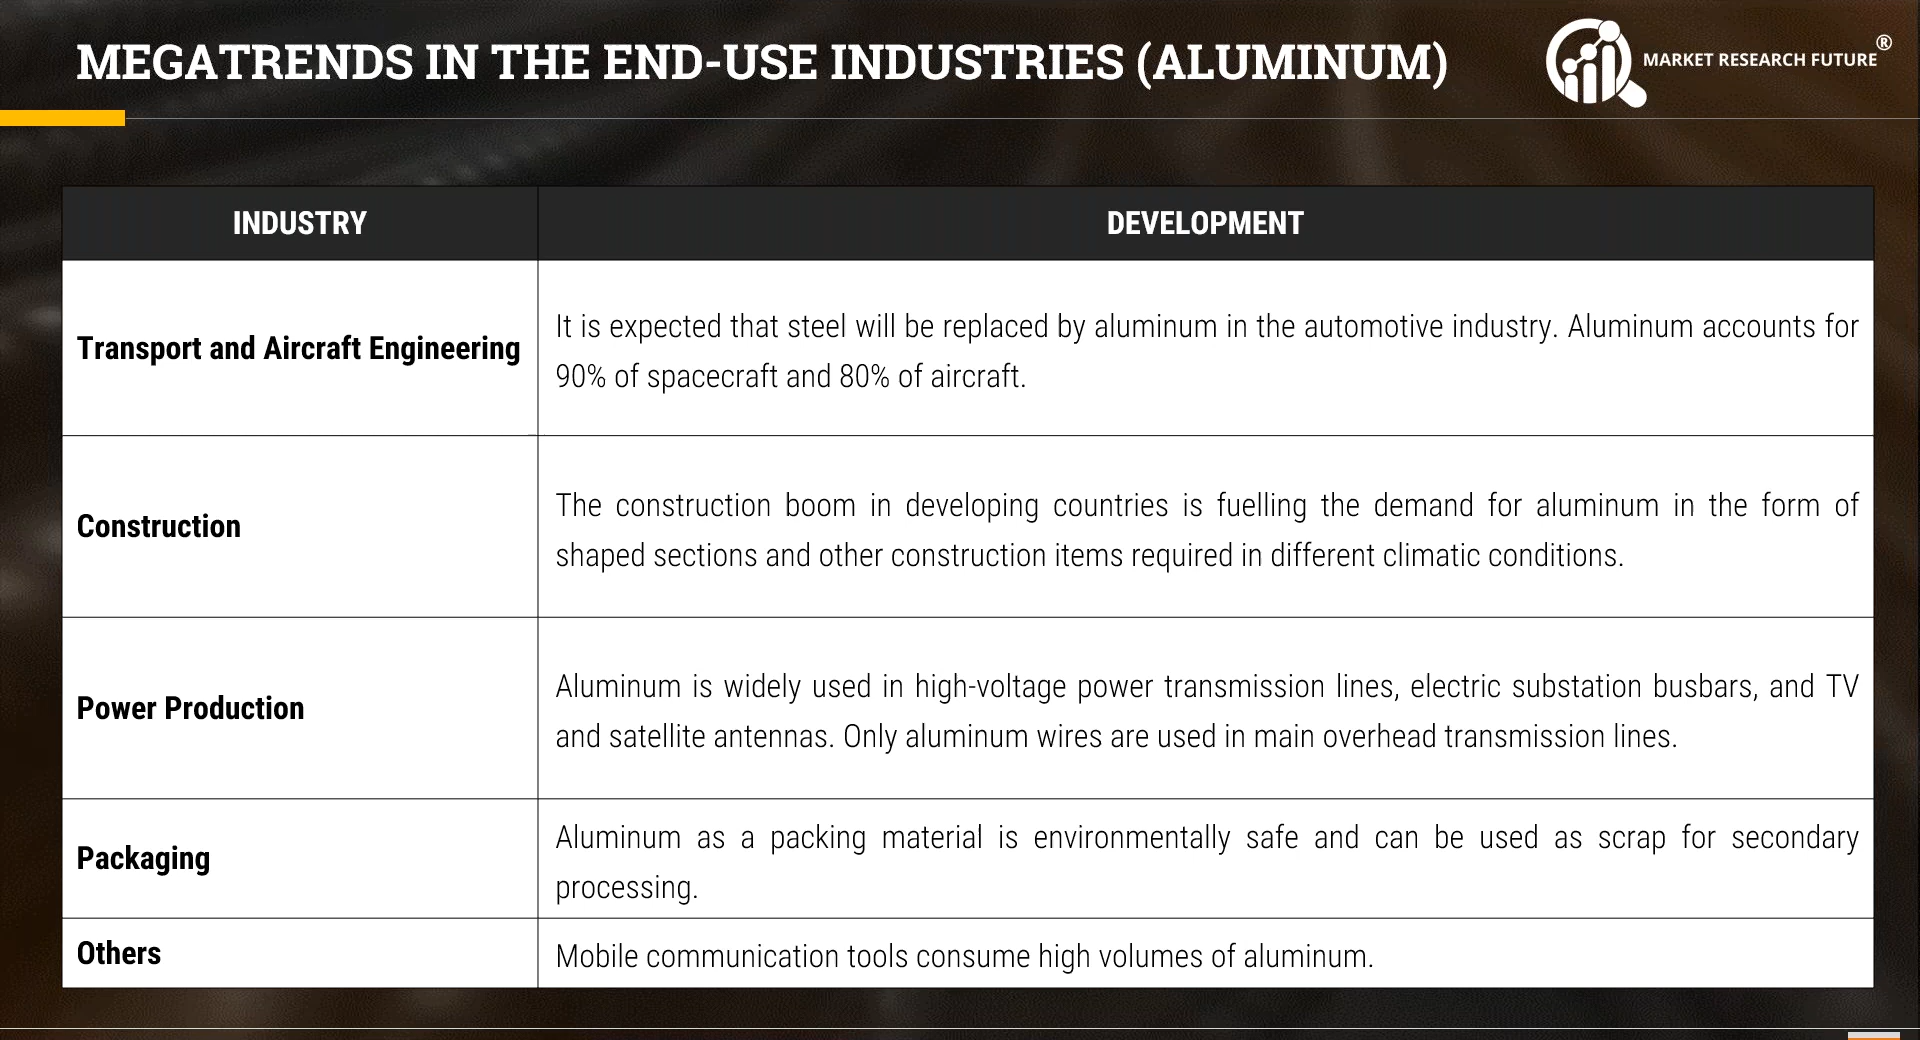 MEGATRENDS IN THE END-USE INDUSTRIES (ALUMINUM)
MARKET RESEARCH FUTURE®
INDUSTRY
DEVELOPMENT
Transport and Aircraft Engineering
It is expected that steel will be replaced by aluminum in the automotive industry. Aluminum accounts for
90% of spacecraft and 80% of aircraft.
Construction
The construction boom in developing countries is fuelling the demand for aluminum in the form of
shaped sections and other construction items required in different climatic conditions.
Power Production
Aluminum is widely used in high-voltage power transmission lines, electric substation busbars, and TV
and satellite antennas. Only aluminum wires are used in main overhead transmission lines.
Packaging
Aluminum as a packing material is environmentally safe and can be used as scrap for secondary
processing.
Others
Mobile communication tools consume high volumes of aluminum.